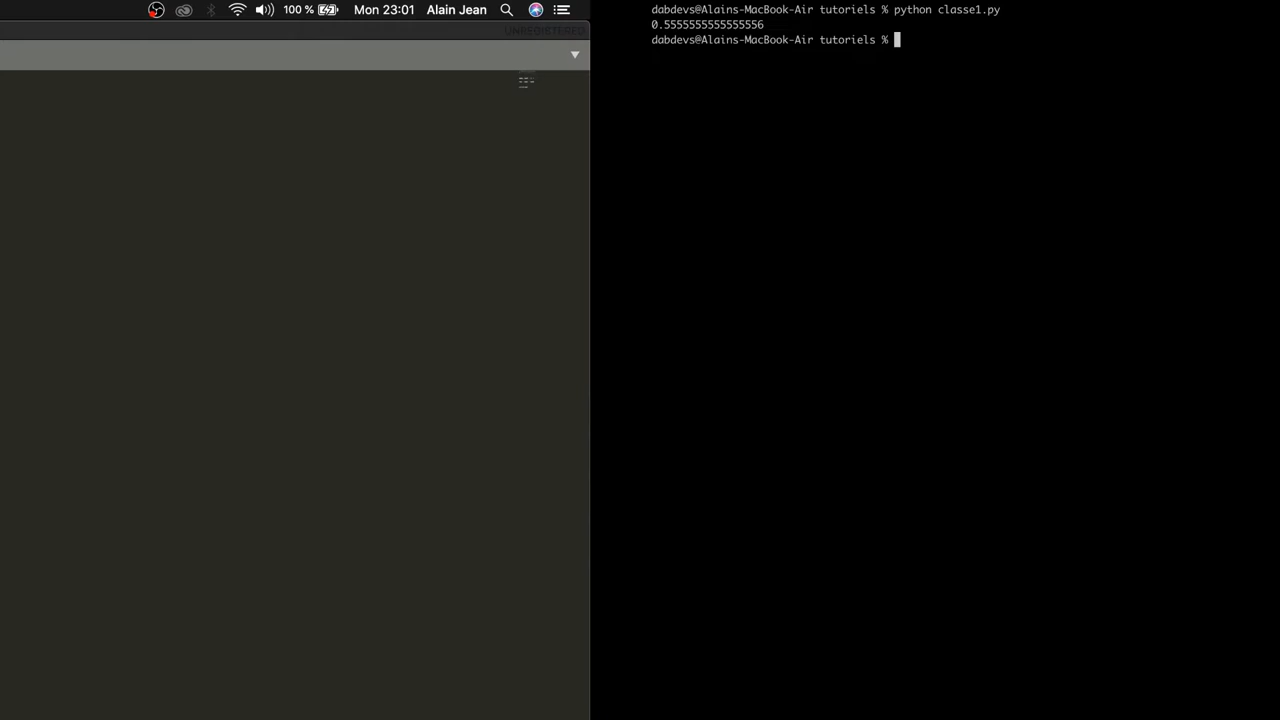 100 % Mon 23:01 Alain Jean
UNREGISTERED
dabdevs@Alains-MacBook-Air tutoriels % python classe1.py
0.5555555555555556
dabdevs@Alains-MacBook-Air tutoriels %